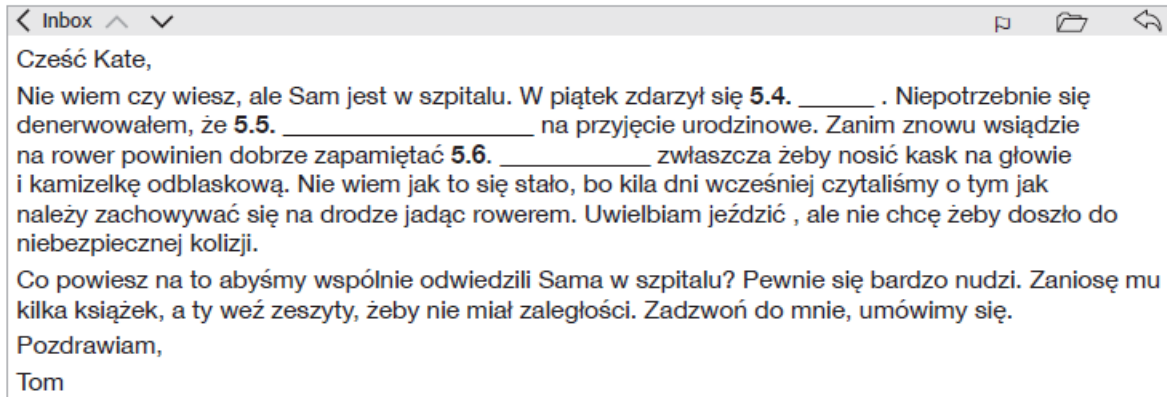 Inbox
Cześć Kate,
Nie wiem czy wiesz, ale Sam jest w szpitalu. W piątek zdarzył się 5.4. ______ . Niepotrzebnie się
denerwowałem, że 5.5. ____________________ na przyjęcie urodzinowe. Zanim znowu wsiądzie
na rower powinien dobrze zapamiętać 5.6. ____________ zwłaszcza żeby nosić kask na głowie
i kamizelkę odblaskową. Nie wiem jak to się stało, bo kila dni wcześniej czytaliśmy o tym jak
należy zachowywać się na drodze jadąc rowerem. Uwielbiam jeździć , ale nie chcę żeby doszło do
niebezpiecznej kolizji.
Co powiesz na to abyśmy wspólnie odwiedzili Sama w szpitalu? Pewnie się bardzo nudzi. Zaniosę mu
kilka książek, a ty weź zeszyty, żeby nie miał zaległości. Zadzwoń do mnie, umówimy się.
Pozdrawiam,
Tom